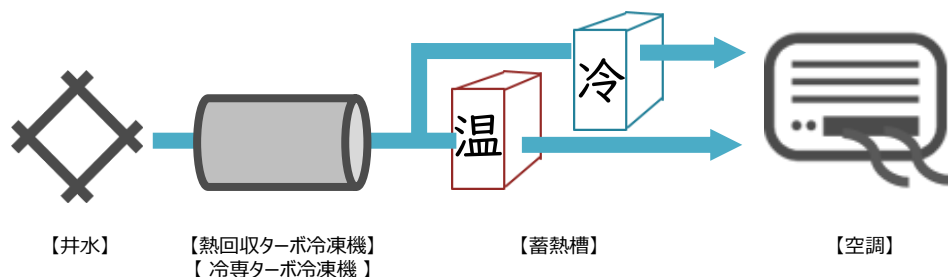 冷
温
【井水】
【熱回収ターボ冷凍機】
【 冷専ターボ冷凍機 】
【蓄熱槽】
【空調】